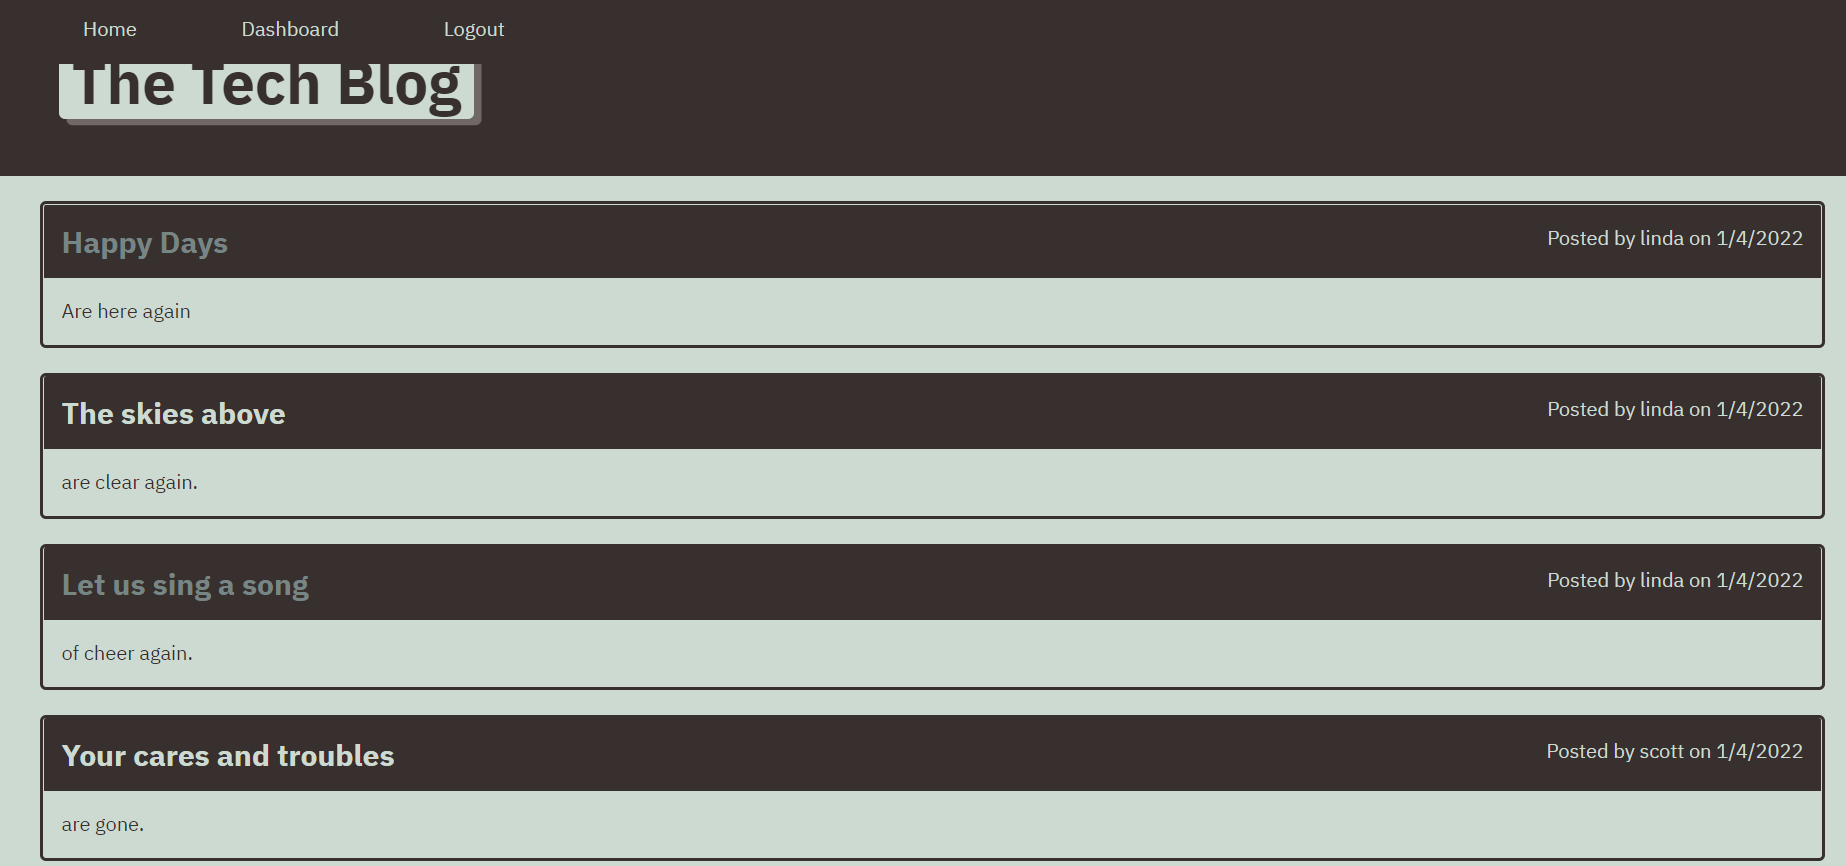 Home Dashboard Logout
The Tech Blog
Happy Days Posted by linda on 1/4/2022
Are here again
The skies above Posted by linda on 1/4/2022
are clear again.
Let us sing a song Posted by linda on 1/4/2022
of cheer again.
Your cares and troubles Posted by scott on 1/4/2022
are gone.